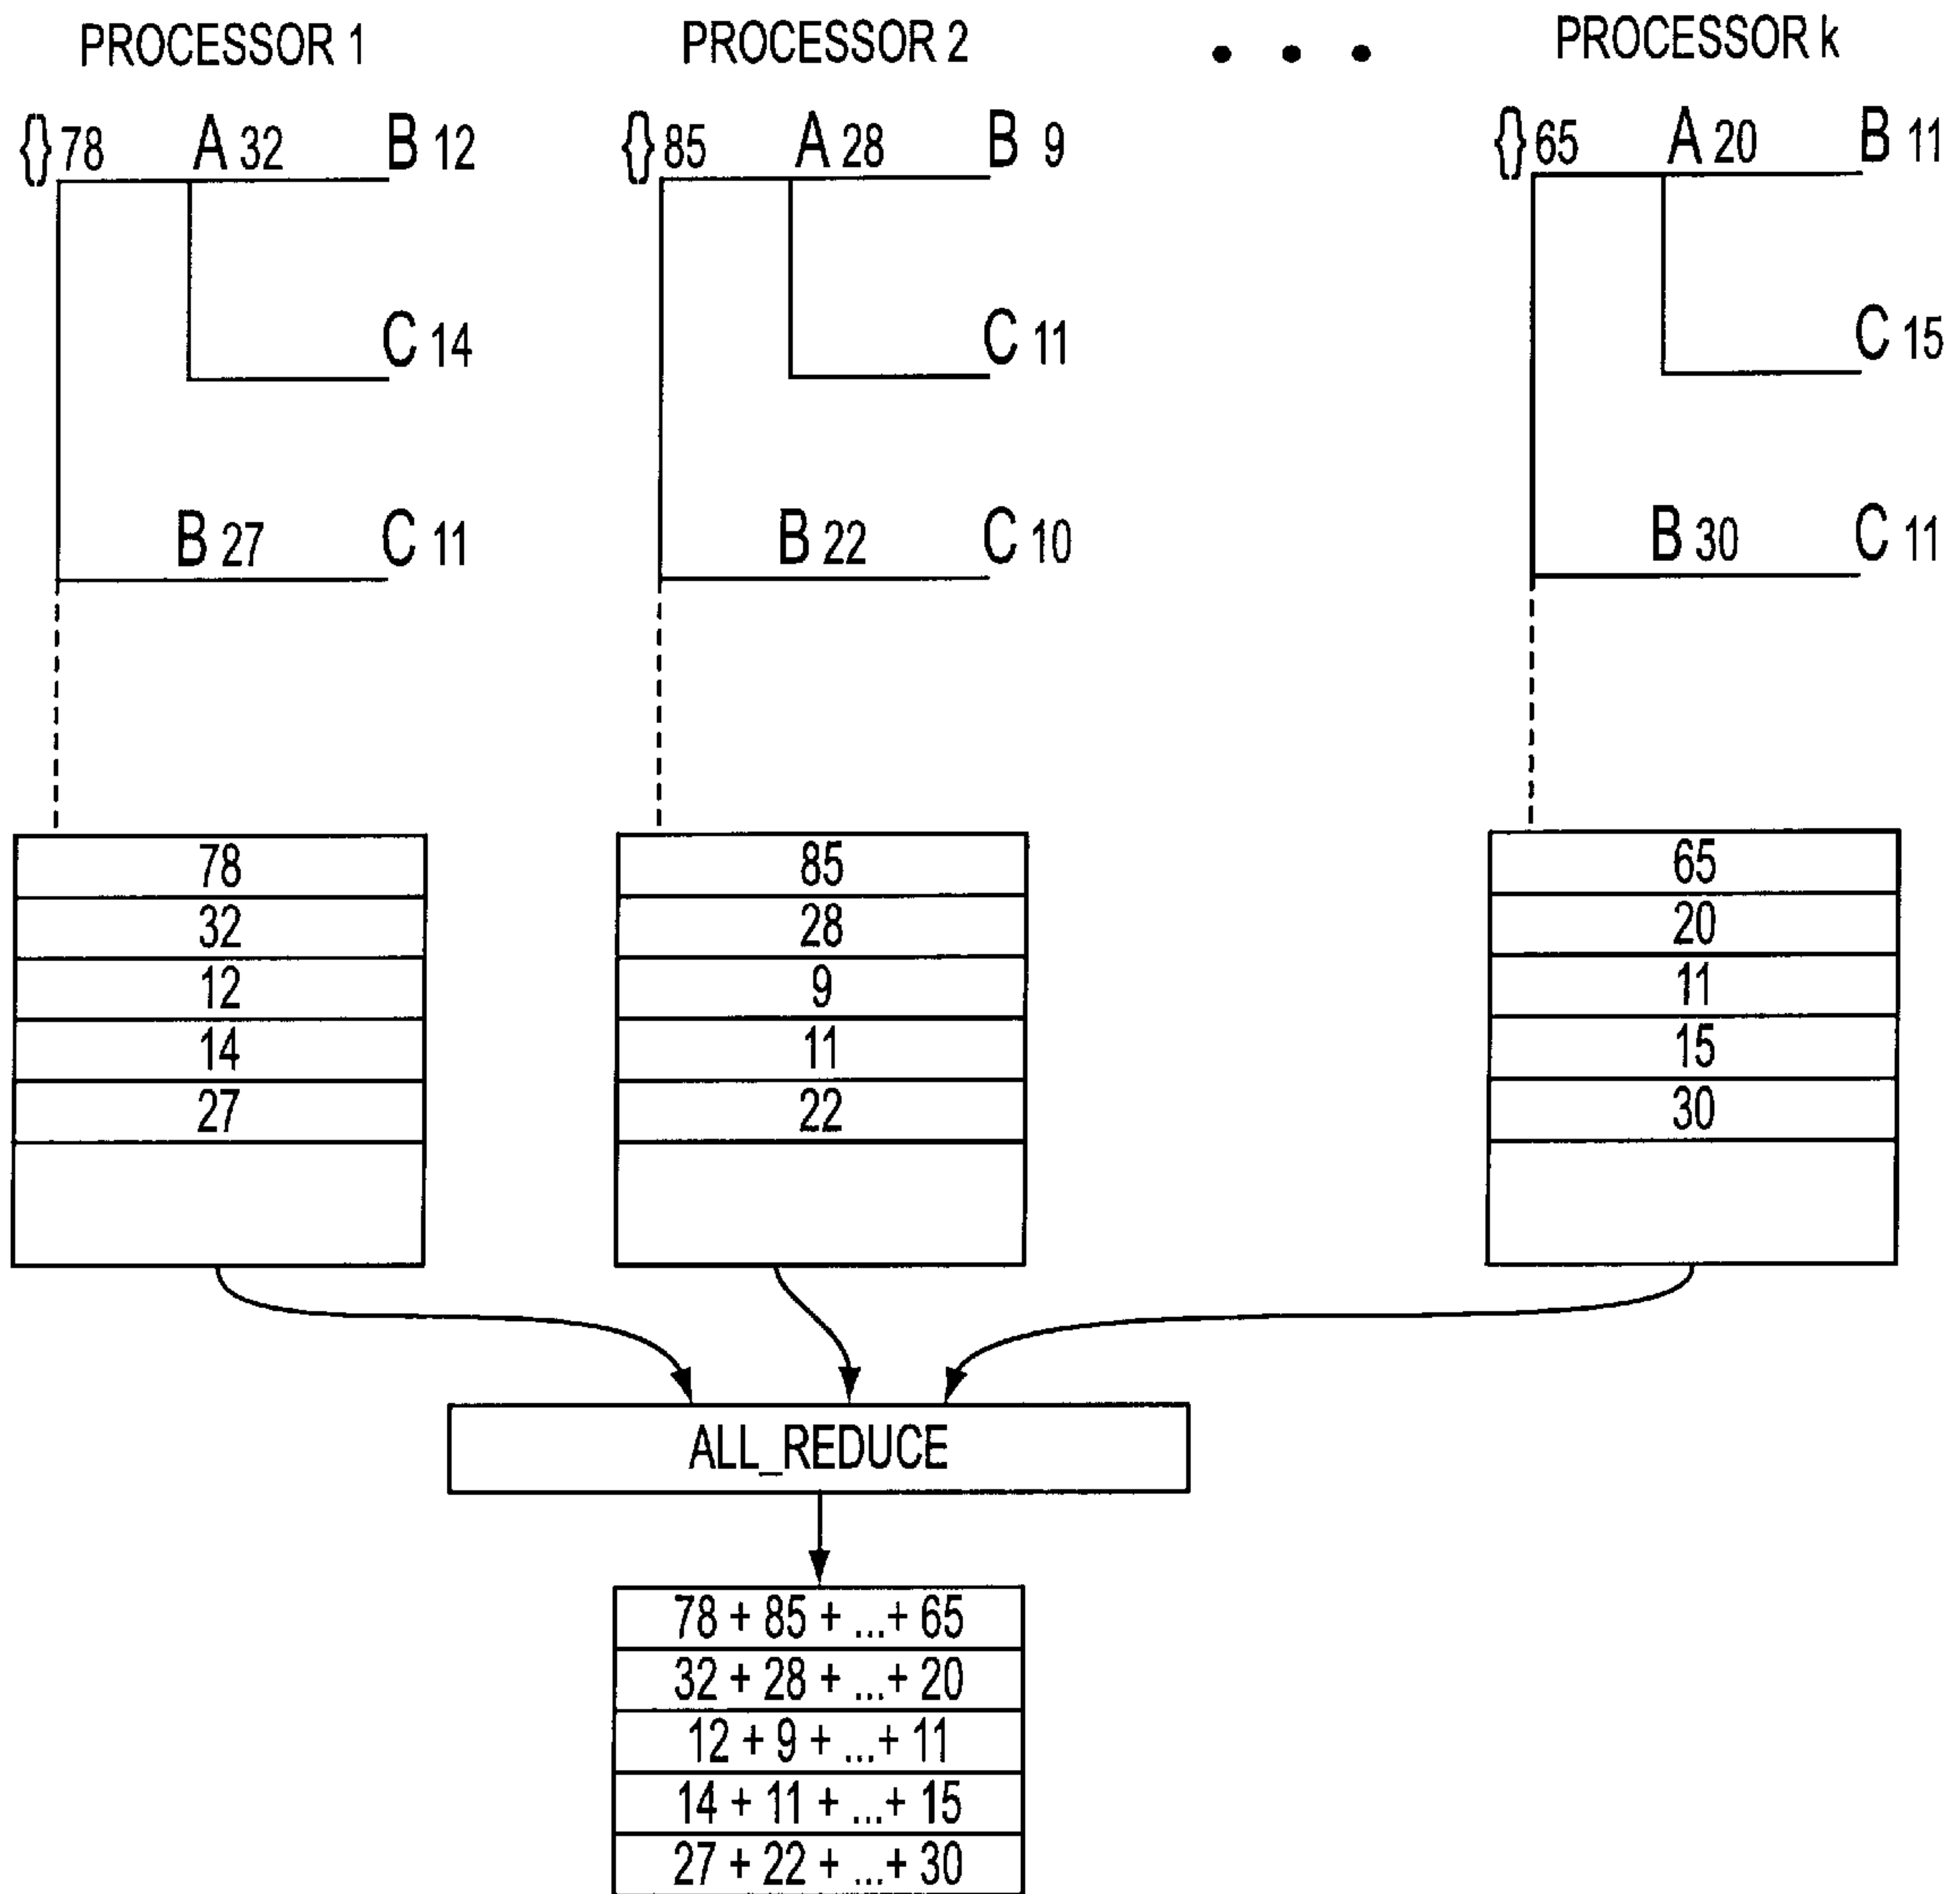 PROCESSOR 1 PROCESSOR 2 • • • PROCESSOR k
{} 78 A 32 B 12 {} 85 A 28 B 9 {} 65 A 20 B 11
C 14 C 11 C 15
B 27 C 11 B 22 C 10 B 30 C 11
78 85 65
32 28 20
12 9 11
14 11 15
27 22 30
ALL_REDUCE
78 + 85 + ...+ 65
32 + 28 + ...+ 20
12 + 9 + ...+ 11
14 + 11 + ...+ 15
27 + 22 + ...+ 30